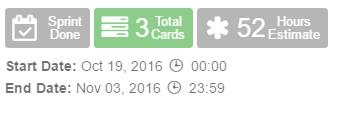 Sprint Done 3 Total Cards 52 Hours Estimate
Start Date: Oct 19, 2016 00:00
End Date: Nov 03, 2016 23:59